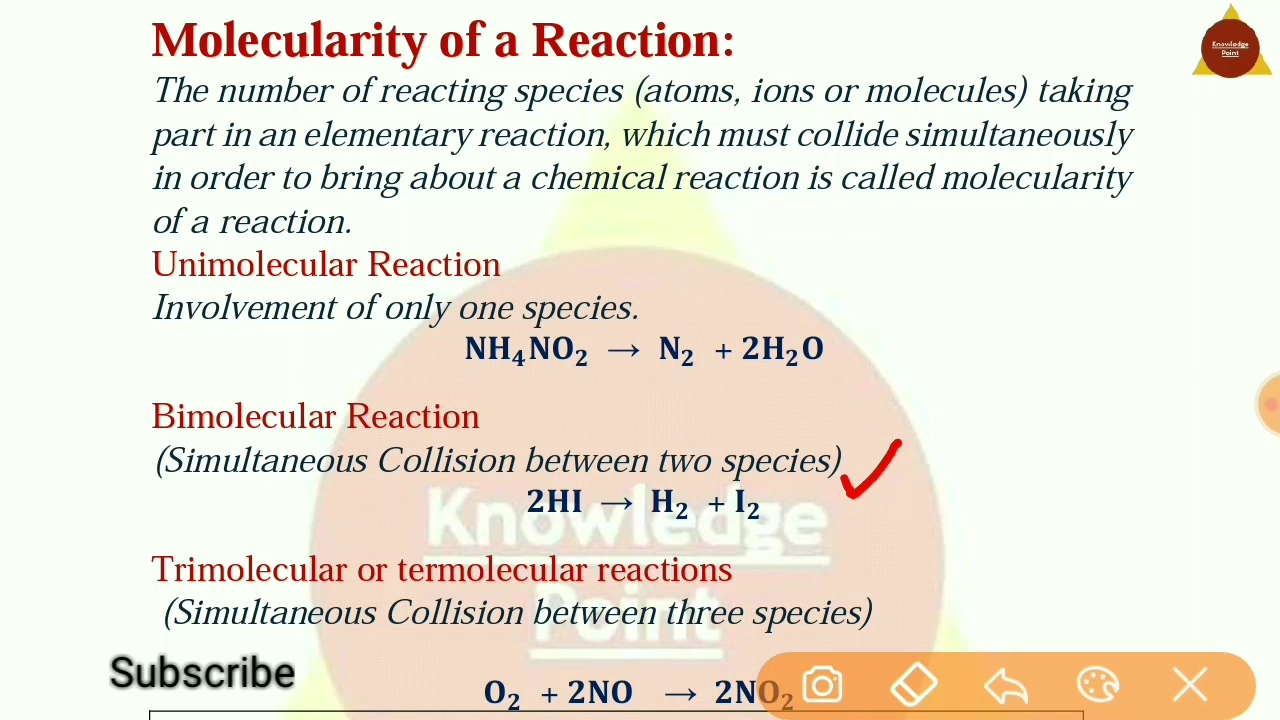 Molecularity of a Reaction:
Knowledge
Point
The number of reacting species (atoms, ions or molecules) taking
part in an elementary reaction, which must collide simultaneously
in order to bring about a chemical reaction is called molecularity
of a reaction.
Unimolecular Reaction
Involvement of only one species.
NH₄NO₂ → N₂ + 2H₂O
Bimolecular Reaction
(Simultaneous Collision between two species)
2HI → H₂ + I₂
Knowledge
Trimolecular or termolecular reactions
(Simultaneous Collision between three species)
Point
Subscribe
O₂ + 2NO → 2NO₂